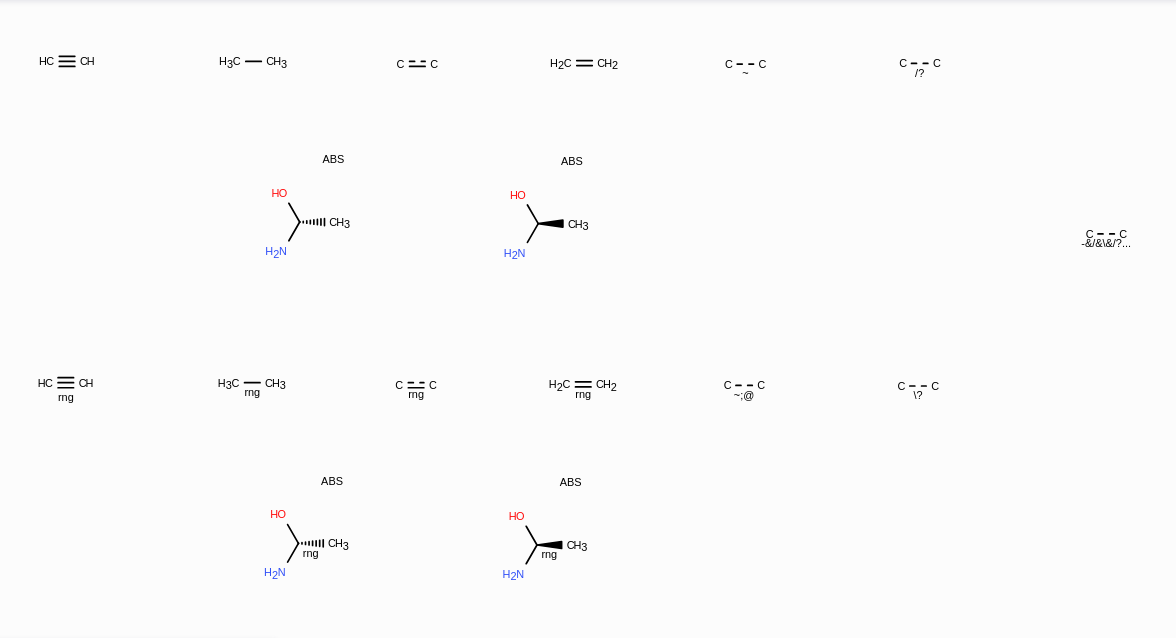 HC CH
H3C CH3
C C
H2C CH2
C C
~
C C
/?
ABS
HO
CH3
H2N
ABS
HO
CH3
H2N
C C
-&/&\&/?...
HC CH
rng
H3C CH3
rng
C C
rng
H2C CH2
rng
C C
~;@
C C
\?
ABS
HO
CH3
rng
H2N
ABS
HO
CH3
rng
H2N